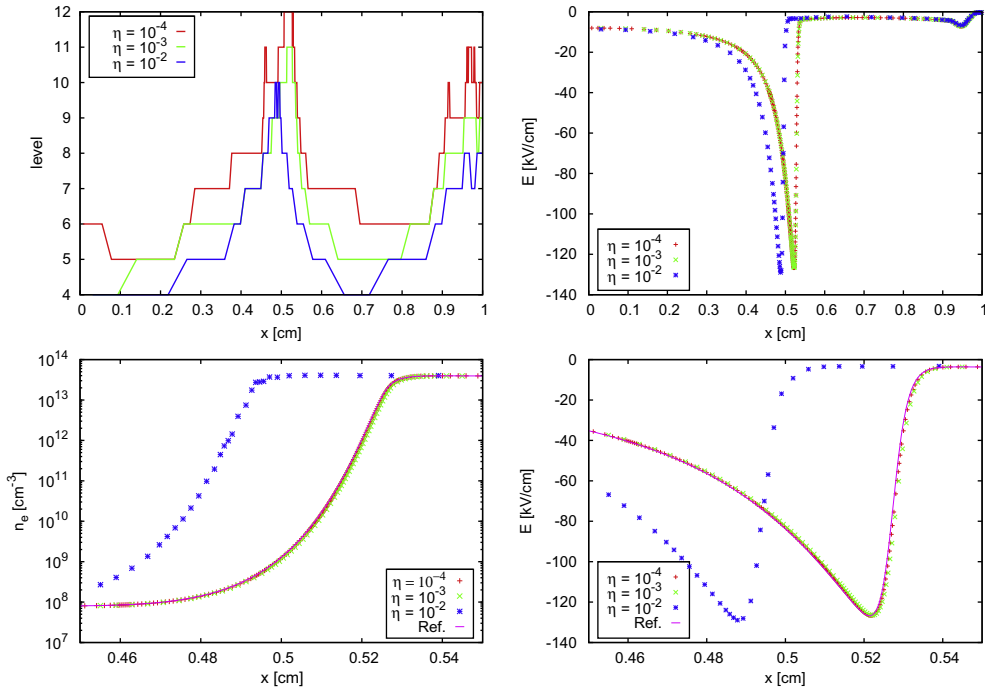 12
11
10
9
8
7
6
5
4
level
η = 10⁻⁴
η = 10⁻³
η = 10⁻²
0 0.1 0.2 0.3 0.4 0.5 0.6 0.7 0.8 0.9 1
x [cm]
0
-20
-40
-60
-80
-100
-120
-140
E [kV/cm]
η = 10⁻⁴
η = 10⁻³
η = 10⁻²
0 0.1 0.2 0.3 0.4 0.5 0.6 0.7 0.8 0.9 1
x [cm]
10¹⁴
10¹³
10¹²
10¹¹
10¹⁰
10⁹
10⁸
10⁷
nₑ [cm⁻³]
η = 10⁻⁴
η = 10⁻³
η = 10⁻²
Ref.
0.46 0.48 0.5 0.52 0.54
x [cm]
0
-20
-40
-60
-80
-100
-120
-140
E [kV/cm]
η = 10⁻⁴
η = 10⁻³
η = 10⁻²
Ref.
0.46 0.48 0.5 0.52 0.54
x [cm]